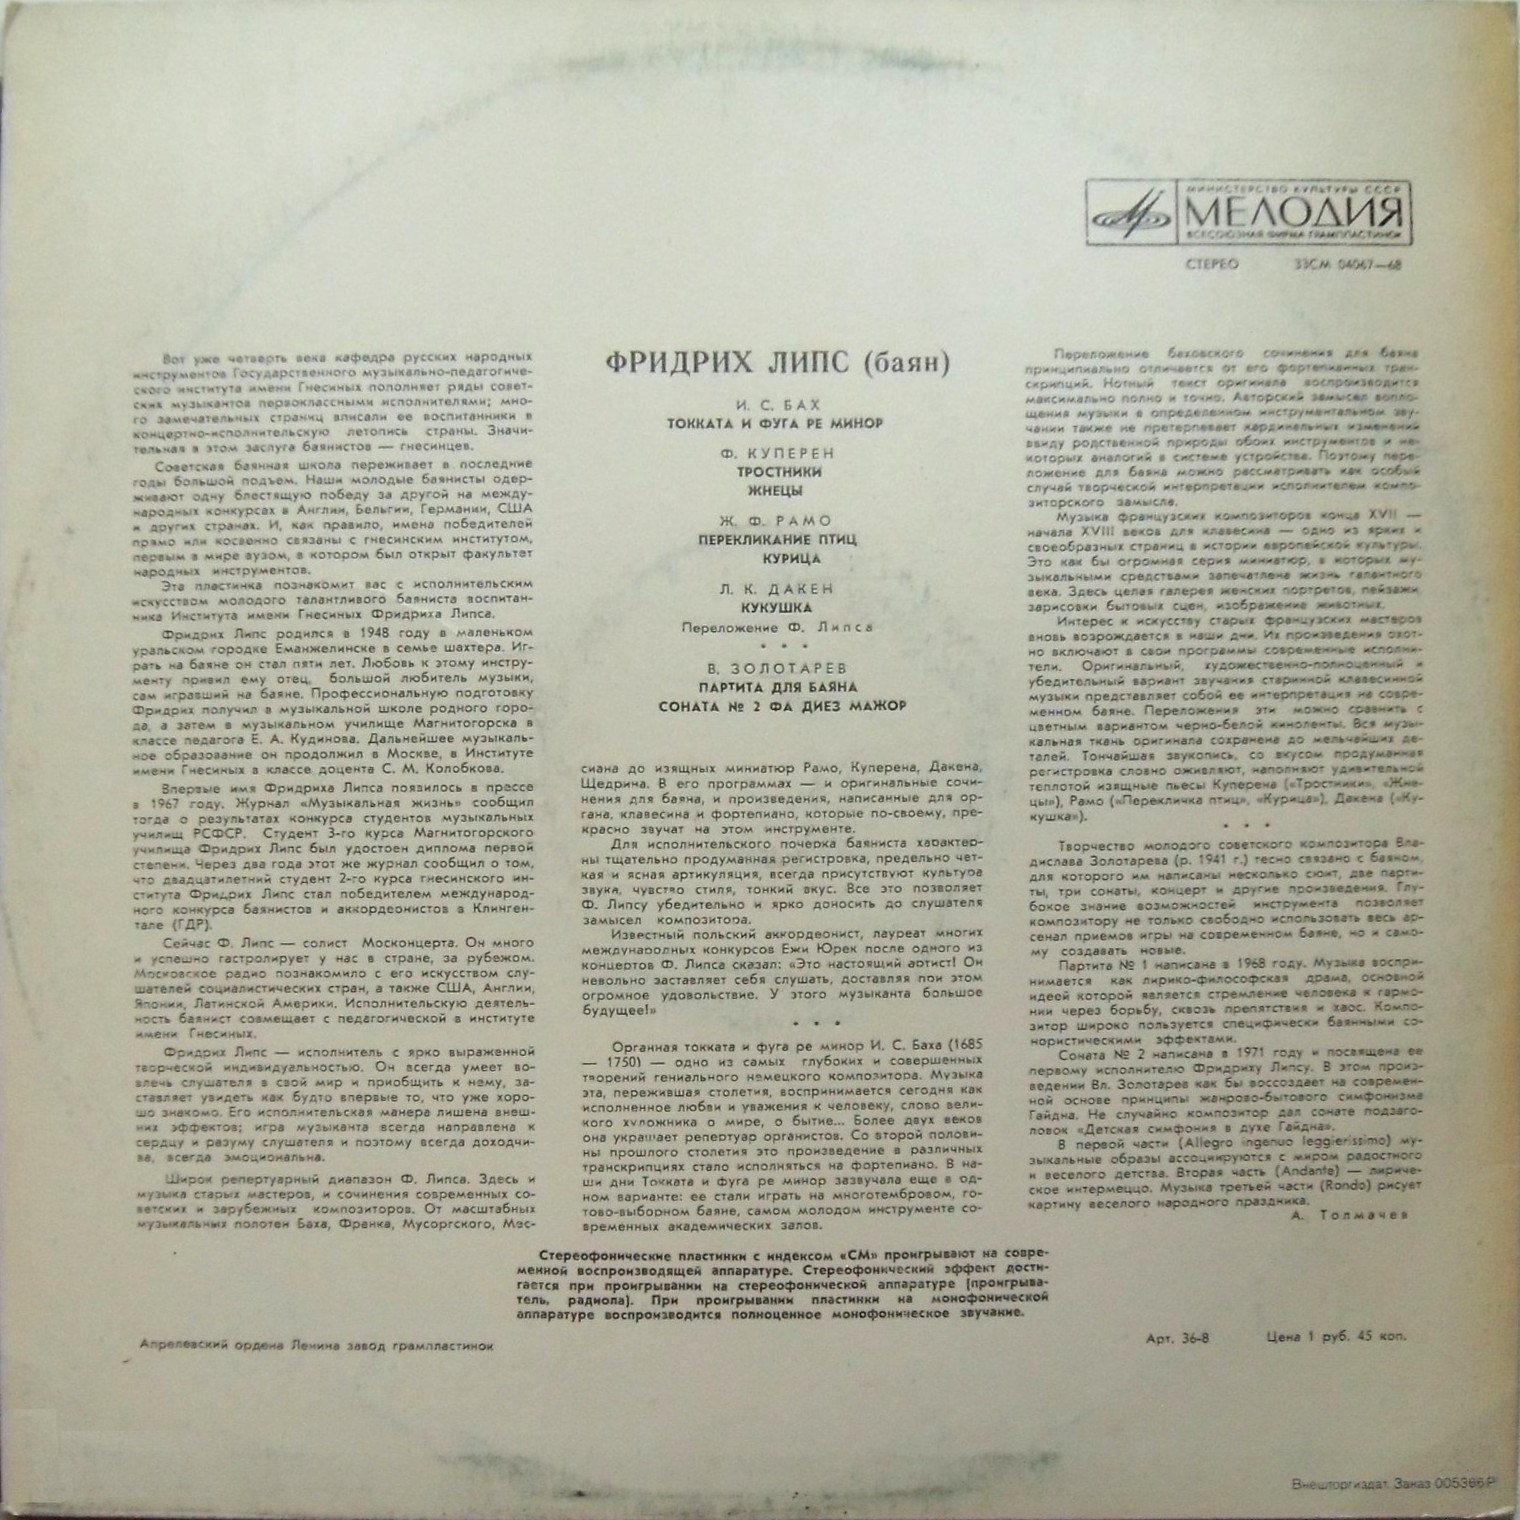 МИНИСТЕРСТВО КУЛЬТУРЫ СССР
МЕЛОДИЯ
ВСЕСОЮЗНАЯ ФИРМА ГРАМПЛАСТИНОК
СТЕРЕО 33СМ 04067—68
Вот уже четверть века кафедра русских народных
инструментов Государственного музыкально-педагогиче-
ского института имени Гнесиных пополняет ряды совет-
ских музыкантов первоклассными исполнителями; мно-
го замечательных страниц вписали ее воспитанники в
концертно-исполнительскую летопись страны. Значи-
тельная в этом заслуга баянистов — гнесинцев.
Советская баянная школа переживает в последние
годы большой подъем. Наши молодые баянисты одер-
живают одну блестящую победу за другой на между-
народных конкурсах в Англии, Бельгии, Германии, США
и других странах. И, как правило, имена победителей
прямо или косвенно связаны с гнесинским институтом,
первым в мире вузом, в котором был открыт факультет
народных инструментов.
Эта пластинка познакомит вас с исполнительским
искусством молодого талантливого баяниста воспитан-
ника Института имени Гнесиных Фридриха Липса.
Фридрих Липс родился в 1948 году в маленьком
уральском городке Еманжелинске в семье шахтера. Иг-
рать на баяне он стал пяти лет. Любовь к этому инстру-
менту привил ему отец, большой любитель музыки,
сам игравший на баяне. Профессиональную подготовку
Фридрих получил в музыкальной школе родного горо-
да, а затем в музыкальном училище Магнитогорска в
классе педагога Е. А. Кудинова. Дальнейшее музыкаль-
ное образование он продолжил в Москве, в Институте
имени Гнесиных в классе доцента С. М. Колобкова.
Впервые имя Фридриха Липса появилось в прессе
в 1967 году. Журнал «Музыкальная жизнь» сообщил
тогда о результатах конкурса студентов музыкальных
училищ РСФСР. Студент 3-го курса Магнитогорского
училища Фридрих Липс был удостоен диплома первой
степени. Через два года этот же журнал сообщил о том,
что двадцатилетний студент 2-го курса гнесинского ин-
ститута Фридрих Липс стал победителем международ-
ного конкурса баянистов и аккордеонистов в Клинген-
тале (ГДР).
Сейчас Ф. Липс — солист Москонцерта. Он много
и успешно гастролирует у нас в стране, за рубежом.
Московское радио познакомило с его искусством слу-
шателей социалистических стран, а также США, Англии,
Японии, Латинской Америки. Исполнительскую деятель-
ность баянист совмещает с педагогической в институте
имени Гнесиных.
Фридрих Липс — исполнитель с ярко выраженной
творческой индивидуальностью. Он всегда умеет во-
влечь слушателя в свой мир и приобщить к нему, за-
ставляет увидеть как будто впервые то, что уже хоро-
шо знакомо. Его исполнительская манера лишена внеш-
них эффектов; игра музыканта всегда направлена к
сердцу и разуму слушателя и поэтому всегда доходчи-
ва, всегда эмоциональна.
Широк репертуарный диапазон Ф. Липса. Здесь и
музыка старых мастеров, и сочинения современных со-
ветских и зарубежных композиторов. От масштабных
музыкальных полотен Баха, Франка, Мусоргского, Мес-
ФРИДРИХ ЛИПС (баян)
И. С. БАХ
ТОККАТА И ФУГА РЕ МИНОР
Ф. КУПЕРЕН
ТРОСТНИКИ
ЖНЕЦЫ
Ж. Ф. РАМО
ПЕРЕКЛИКАНИЕ ПТИЦ
КУРИЦА
Л. К. ДАКЕН
КУКУШКА
Переложение Ф. Липса
* * *
В. ЗОЛОТАРЕВ
ПАРТИТА ДЛЯ БАЯНА
СОНАТА № 2 ФА ДИЕЗ МАЖОР
сиана до изящных миниатюр Рамо, Куперена, Дакена,
Щедрина. В его программах — и оригинальные сочи-
нения для баяна, и произведения, написанные для ор-
гана, клавесина и фортепиано, которые по-своему, пре-
красно звучат на этом инструменте.
Для исполнительского почерка баяниста характер-
ны тщательно продуманная регистровка, предельно чет-
кая и ясная артикуляция, всегда присутствуют культура
звука, чувство стиля, тонкий вкус. Все это позволяет
Ф. Липсу убедительно и ярко доносить до слушателя
замысел композитора.
Известный польский аккордеонист, лауреат многих
международных конкурсов Ежи Юрек после одного из
концертов Ф. Липса сказал: «Это настоящий артист! Он
невольно заставляет себя слушать, доставляя при этом
огромное удовольствие. У этого музыканта большое
будущее!»
* * *
Органная токката и фуга ре минор И. С. Баха (1685
— 1750) — одно из самых глубоких и совершенных
творений гениального немецкого композитора. Музыка
эта, пережившая столетия, воспринимается сегодня как
исполненное любви и уважения к человеку, слово вели-
кого художника о мире, о бытие... Более двух веков
она украшает репертуар органистов. Со второй полови-
ны прошлого столетия это произведение в различных
транскрипциях стало исполняться на фортепиано. В на-
ши дни Токката и фуга ре минор зазвучала еще в од-
ном варианте: ее стали играть на многотембровом, го-
тово-выборном баяне, самом молодом инструменте со-
временных академических залов.
Переложение баховского сочинения для баяна
принципиально отличается от его фортепианных тран-
скрипций. Нотный текст оригинала воспроизводится
максимально полно и точно. Авторский замысел вопло-
щения музыки в определенном инструментальном зву-
чании также не претерпевает кардинальных изменений
ввиду родственной природы обоих инструментов и не-
которых аналогий в системе устройства. Поэтому пере-
ложение для баяна можно рассматривать как особый
случай творческой интерпретации исполнителем компо-
зиторского замысла.
Музыка французских композиторов конца XVII —
начала XVIII веков для клавесина — одно из ярких и
своеобразных страниц в истории европейской культуры.
Это как бы огромная серия миниатюр, в которых му-
зыкальными средствами запечатлена жизнь галантного
века. Здесь целая галерея женских портретов, пейзажи,
зарисовки бытовых сцен, изображение животных.
Интерес к искусству старых французских мастеров
вновь возрождается в наши дни. Их произведения охот-
но включают в свои программы современные исполни-
тели. Оригинальный, художественно-полноценный и
убедительный вариант звучания старинной клавесинной
музыки представляет собой ее интерпретация на совре-
менном баяне. Переложения эти можно сравнить с
цветным вариантом черно-белой киноленты. Вся музы-
кальная ткань оригинала сохранена до мельчайших де-
талей. Тончайшая звукопись, со вкусом продуманная
регистровка словно оживляют, наполняют удивительной
теплотой изящные пьесы Куперена («Тростники», «Жне-
цы»), Рамо («Перекличка птиц», «Курица»), Дакена («Ку-
кушка»).
* * *
Творчество молодого советского композитора Вла-
дислава Золотарева (р. 1941 г.) тесно связано с баяном,
для которого им написаны несколько сюит, две парти-
ты, три сонаты, концерт и другие произведения. Глу-
бокое знание возможностей инструмента позволяет
композитору не только свободно использовать весь ар-
сенал приемов игры на современном баяне, но и само-
му создавать новые.
Партита № 1 написана в 1968 году. Музыка воспри-
нимается как лирико-философская драма, основной
идеей которой является стремление человека к гармо-
нии через борьбу, сквозь препятствия и хаос. Компо-
зитор широко пользуется специфически баянными со-
нористическими эффектами.
Соната № 2 написана в 1971 году и посвящена ее
первому исполнителю Фридриху Липсу. В этом произ-
ведении Вл. Золотарев как бы воссоздает на современ-
ной основе принципы жанрово-бытового симфонизма
Гайдна. Не случайно композитор дал сонате подзаго-
ловок «Детская симфония в духе Гайдна».
В первой части (Allegro ingenuo leggierissimo) му-
зыкальные образы ассоциируются с миром радостного
и веселого детства. Вторая часть (Andante) — лириче-
ское интермеццо. Музыка третьей части (Rondo) рисует
картину веселого народного праздника.
А. Толмачев
Стереофонические пластинки с индексом «СМ» проигрывают на совре-
менной воспроизводящей аппаратуре. Стереофонический эффект дости-
гается при проигрывании на стереофонической аппаратуре (проигрыва-
тель, радиола). При проигрывании пластинки на монофонической
аппаратуре воспроизводится полноценное монофоническое звучание.
Апрелевский ордена Ленина завод грампластинок
Арт. 36-8 Цена 1 руб. 45 коп.
Внешторгиздат. Заказ 005366Р